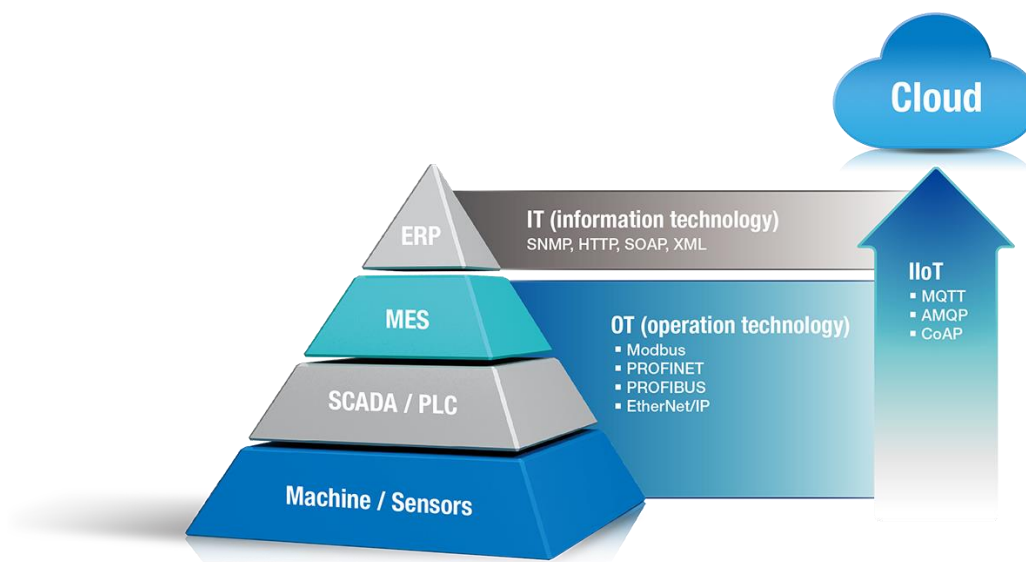 Cloud
ERP
IT (information technology)
SNMP, HTTP, SOAP, XML
IIoT
▪ MQTT
▪ AMQP
▪ CoAP
MES
OT (operation technology)
▪ Modbus
▪ PROFINET
▪ PROFIBUS
▪ EtherNet/IP
SCADA / PLC
Machine / Sensors